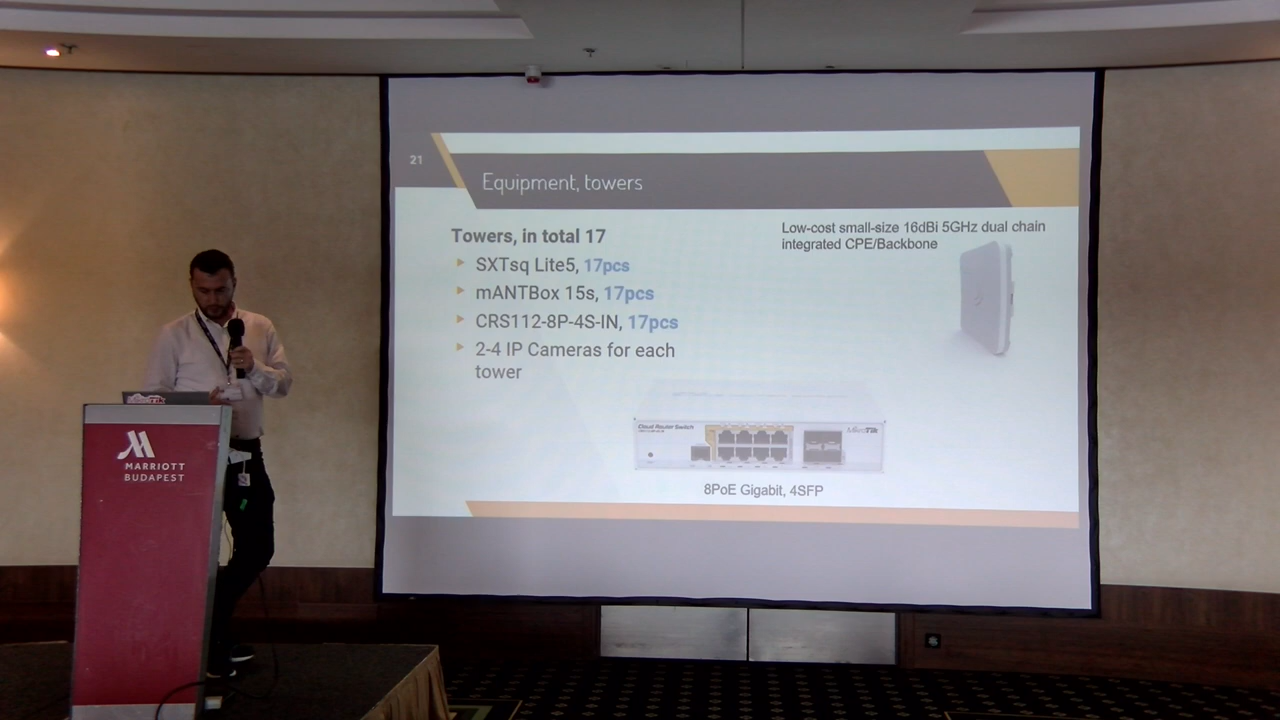 21
Equipment, towers
Towers, in total 17
SXTsq Lite5, 17pcs
mANTBox 15s, 17pcs
CRS112-8P-4S-IN, 17pcs
2-4 IP Cameras for each
tower
Low-cost small-size 16dBi 5GHz dual chain
integrated CPE/Backbone
Cloud Router Switch
MikroTik
8PoE Gigabit, 4SFP
MikroTik
MARRIOTT
BUDAPEST